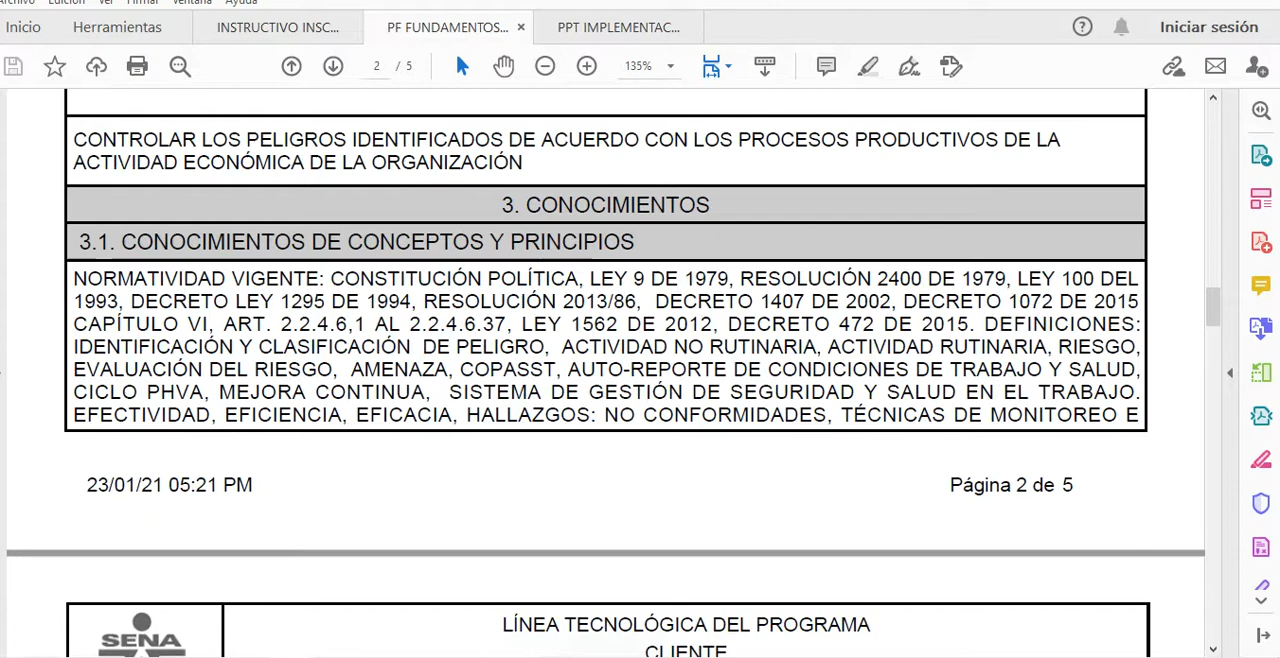 Archivo Edición Ver Firmar Ventana Ayuda
Inicio Herramientas INSTRUCTIVO INSC... PF FUNDAMENTOS... × PPT IMPLEMENTAC... Iniciar sesión
2 / 5 135%
CONTROLAR LOS PELIGROS IDENTIFICADOS DE ACUERDO CON LOS PROCESOS PRODUCTIVOS DE LA
ACTIVIDAD ECONÓMICA DE LA ORGANIZACIÓN
3. CONOCIMIENTOS
3.1. CONOCIMIENTOS DE CONCEPTOS Y PRINCIPIOS
NORMATIVIDAD VIGENTE: CONSTITUCIÓN POLÍTICA, LEY 9 DE 1979, RESOLUCIÓN 2400 DE 1979, LEY 100 DEL
1993, DECRETO LEY 1295 DE 1994, RESOLUCIÓN 2013/86, DECRETO 1407 DE 2002, DECRETO 1072 DE 2015
CAPÍTULO VI, ART. 2.2.4.6,1 AL 2.2.4.6.37, LEY 1562 DE 2012, DECRETO 472 DE 2015. DEFINICIONES:
IDENTIFICACIÓN Y CLASIFICACIÓN DE PELIGRO, ACTIVIDAD NO RUTINARIA, ACTIVIDAD RUTINARIA, RIESGO,
EVALUACIÓN DEL RIESGO, AMENAZA, COPASST, AUTO-REPORTE DE CONDICIONES DE TRABAJO Y SALUD,
CICLO PHVA, MEJORA CONTINUA, SISTEMA DE GESTIÓN DE SEGURIDAD Y SALUD EN EL TRABAJO.
EFECTIVIDAD, EFICIENCIA, EFICACIA, HALLAZGOS: NO CONFORMIDADES, TÉCNICAS DE MONITOREO E
23/01/21 05:21 PM Página 2 de 5
LÍNEA TECNOLÓGICA DEL PROGRAMA
SENA
CLIENTE